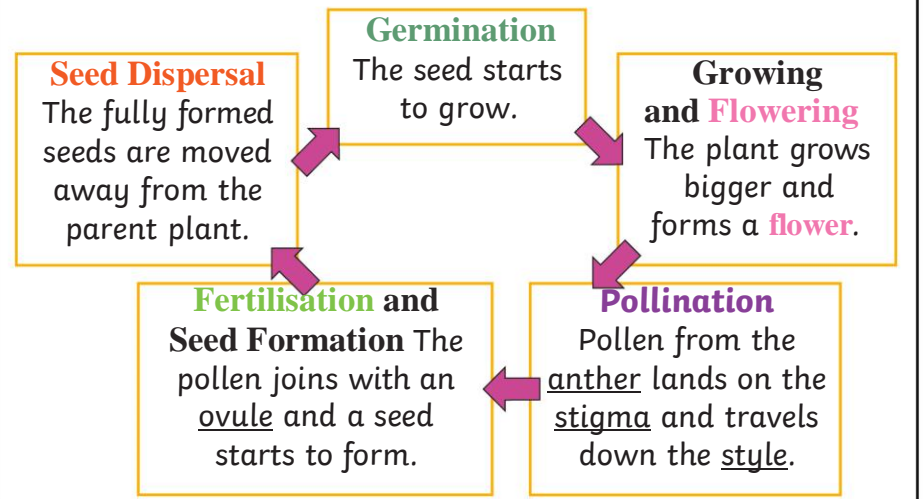 Germination
The seed starts
to grow.
Growing
and Flowering
The plant grows
bigger and
forms a flower.
Pollination
Pollen from the
anther lands on the
stigma and travels
down the style.
Fertilisation and
Seed Formation The
pollen joins with an
ovule and a seed
starts to form.
Seed Dispersal
The fully formed
seeds are moved
away from the
parent plant.